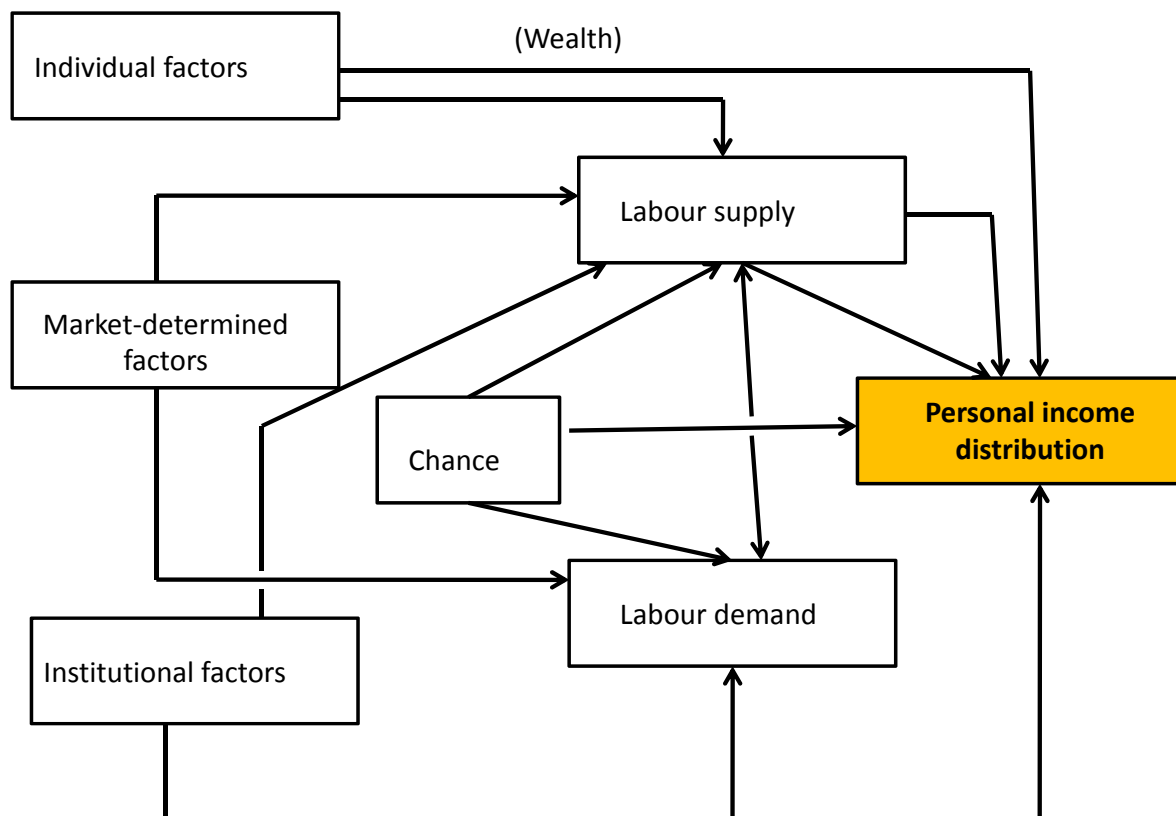 (Wealth)
Individual factors
Labour supply
Market-determined
factors
Personal income
distribution
Chance
Labour demand
Institutional factors